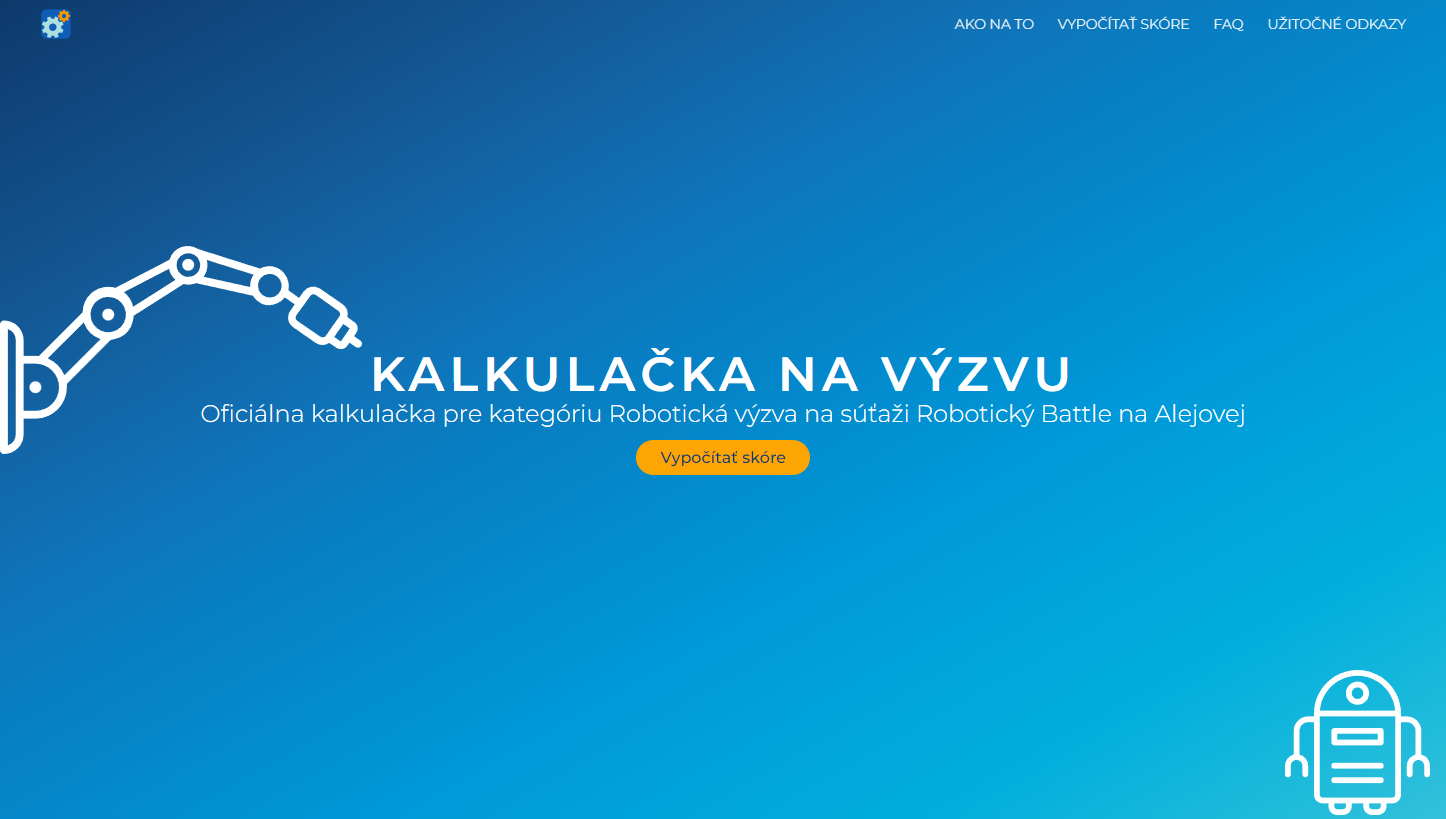 AKO NA TO VYPOČÍTAŤ SKÓRE FAQ UŽITOČNÉ ODKAZY
KALKULAČKA NA VÝZVU
Oficiálna kalkulačka pre kategóriu Robotická výzva na súťaži Robotický Battle na Alejovej
Vypočítať skóre